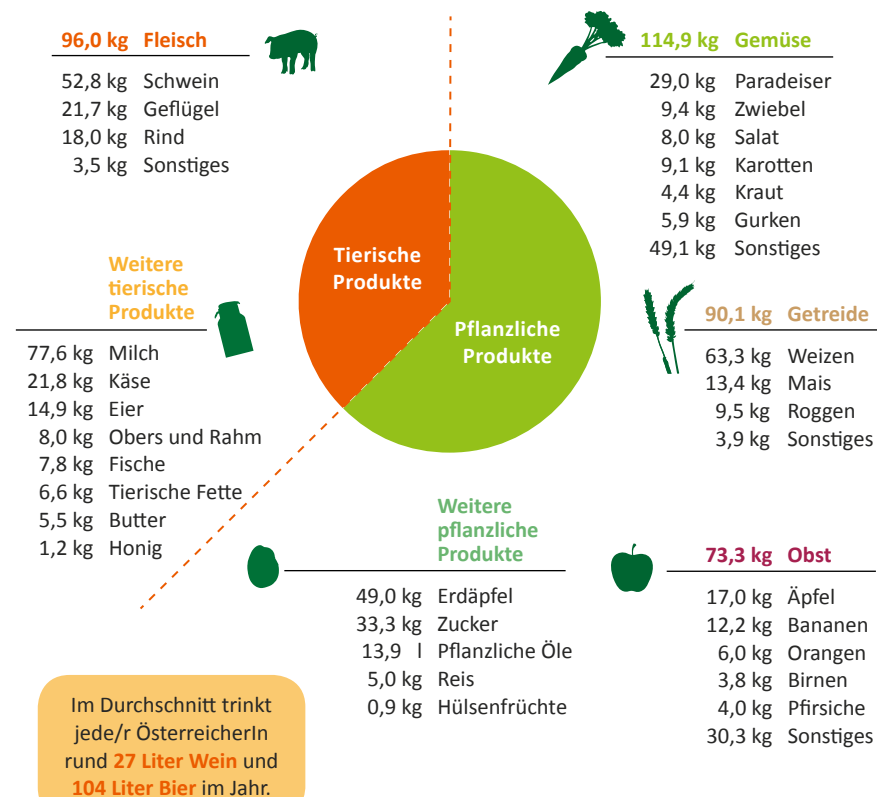 96,0 kg Fleisch
52,8 kg Schwein
21,7 kg Geflügel
18,0 kg Rind
3,5 kg Sonstiges
114,9 kg Gemüse
29,0 kg Paradeiser
9,4 kg Zwiebel
8,0 kg Salat
9,1 kg Karotten
4,4 kg Kraut
5,9 kg Gurken
49,1 kg Sonstiges
Tierische
Produkte
Pflanzliche
Produkte
Weitere
tierische
Produkte
77,6 kg Milch
21,8 kg Käse
14,9 kg Eier
8,0 kg Obers und Rahm
7,8 kg Fische
6,6 kg Tierische Fette
5,5 kg Butter
1,2 kg Honig
90,1 kg Getreide
63,3 kg Weizen
13,4 kg Mais
9,5 kg Roggen
3,9 kg Sonstiges
Weitere
pflanzliche
Produkte
49,0 kg Erdäpfel
33,3 kg Zucker
13,9 l Pflanzliche Öle
5,0 kg Reis
0,9 kg Hülsenfrüchte
73,3 kg Obst
17,0 kg Äpfel
12,2 kg Bananen
6,0 kg Orangen
3,8 kg Birnen
4,0 kg Pfirsiche
30,3 kg Sonstiges
Im Durchschnitt trinkt
jede/r ÖsterreicherIn
rund 27 Liter Wein und
104 Liter Bier im Jahr.